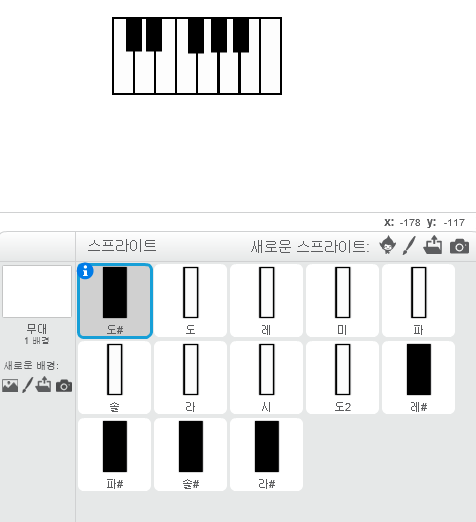 x: -178 y: -117
스프라이트 새로운 스프라이트:
도# 도 레 미 파
무대
1 배경
새로운 배경:
솔 라 시 도2 레#
파# 솔# 라#